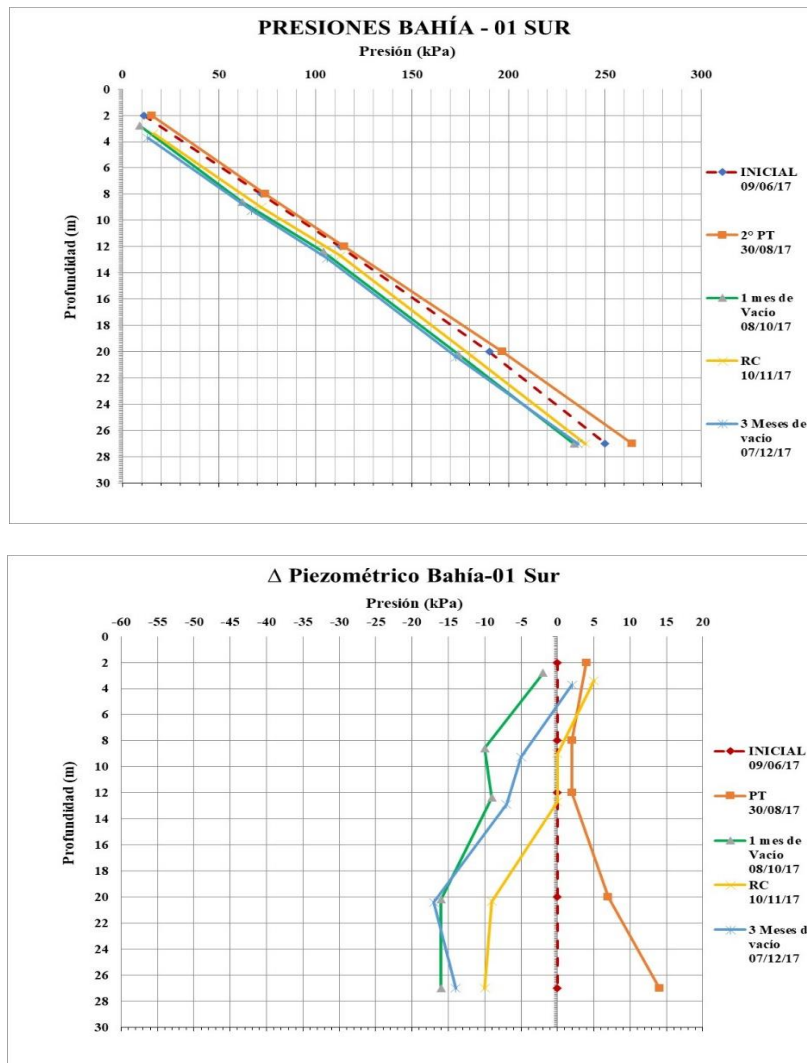 PRESIONES BAHÍA - 01 SUR
Presión (kPa)
0 50 100 150 200 250 300
Profundidad (m)
0
2
4
6
8
10
12
14
16
18
20
22
24
26
28
30
INICIAL
09/06/17
2° PT
30/08/17
1 mes de
Vacío
08/10/17
RC
10/11/17
3 Meses de
vacío
07/12/17
Δ Piezométrico Bahía-01 Sur
Presión (kPa)
-60 -55 -50 -45 -40 -35 -30 -25 -20 -15 -10 -5 0 5 10 15 20
Profundidad (m)
0
2
4
6
8
10
12
14
16
18
20
22
24
26
28
30
INICIAL
09/06/17
PT
30/08/17
1 mes de
Vacío
08/10/17
RC
10/11/17
3 Meses d
vacío
07/12/17